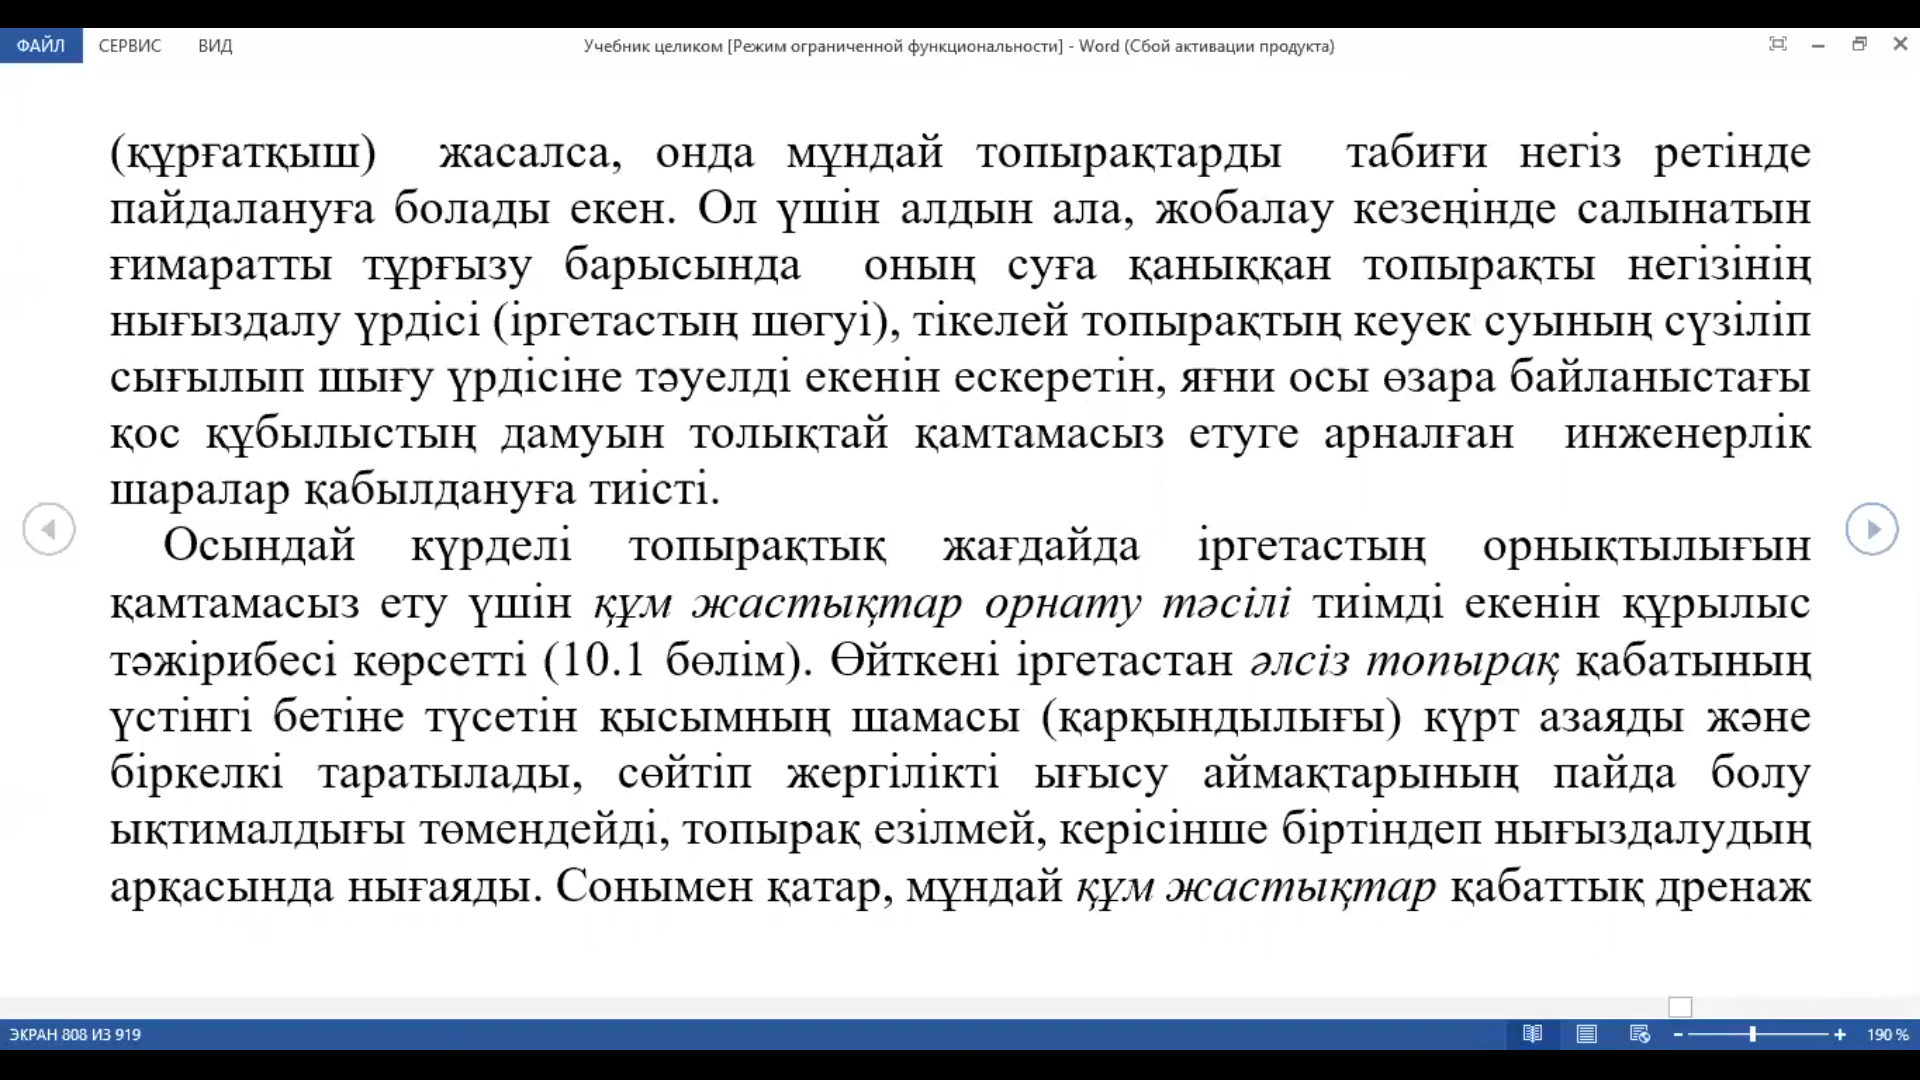 ФАЙЛ СЕРВИС ВИД Учебник целиком [Режим ограниченной функциональности] - Word (Сбой активации продукта)
(құрғатқыш) жасалса, онда мұндай топырақтарды табиғи негіз ретінде
пайдалануға болады екен. Ол үшін алдын ала, жобалау кезеңінде салынатын
ғимаратты тұрғызу барысында оның суға қаныққан топырақты негізінің
нығыздалу үрдісі (іргетастың шөгуі), тікелей топырақтың кеуек суының сүзіліп
сығылып шығу үрдісіне тәуелді екенін ескеретін, яғни осы өзара байланыстағы
қос құбылыстың дамуын толықтай қамтамасыз етуге арналған инженерлік
шаралар қабылдануға тиісті.
Осындай күрделі топырақтық жағдайда іргетастың орнықтылығын
қамтамасыз ету үшін құм жастықтар орнату тәсілі тиімді екенін құрылыс
тәжірибесі көрсетті (10.1 бөлім). Өйткені іргетастан әлсіз топырақ қабатының
үстінгі бетіне түсетін қысымның шамасы (қарқындылығы) күрт азаяды және
біркелкі таратылады, сөйтіп жергілікті ығысу аймақтарының пайда болу
ықтималдығы төмендейді, топырақ езілмей, керісінше біртіндеп нығыздалудың
арқасында нығаяды. Сонымен қатар, мұндай құм жастықтар қабаттық дренаж
ЭКРАН 808 ИЗ 919 190 %